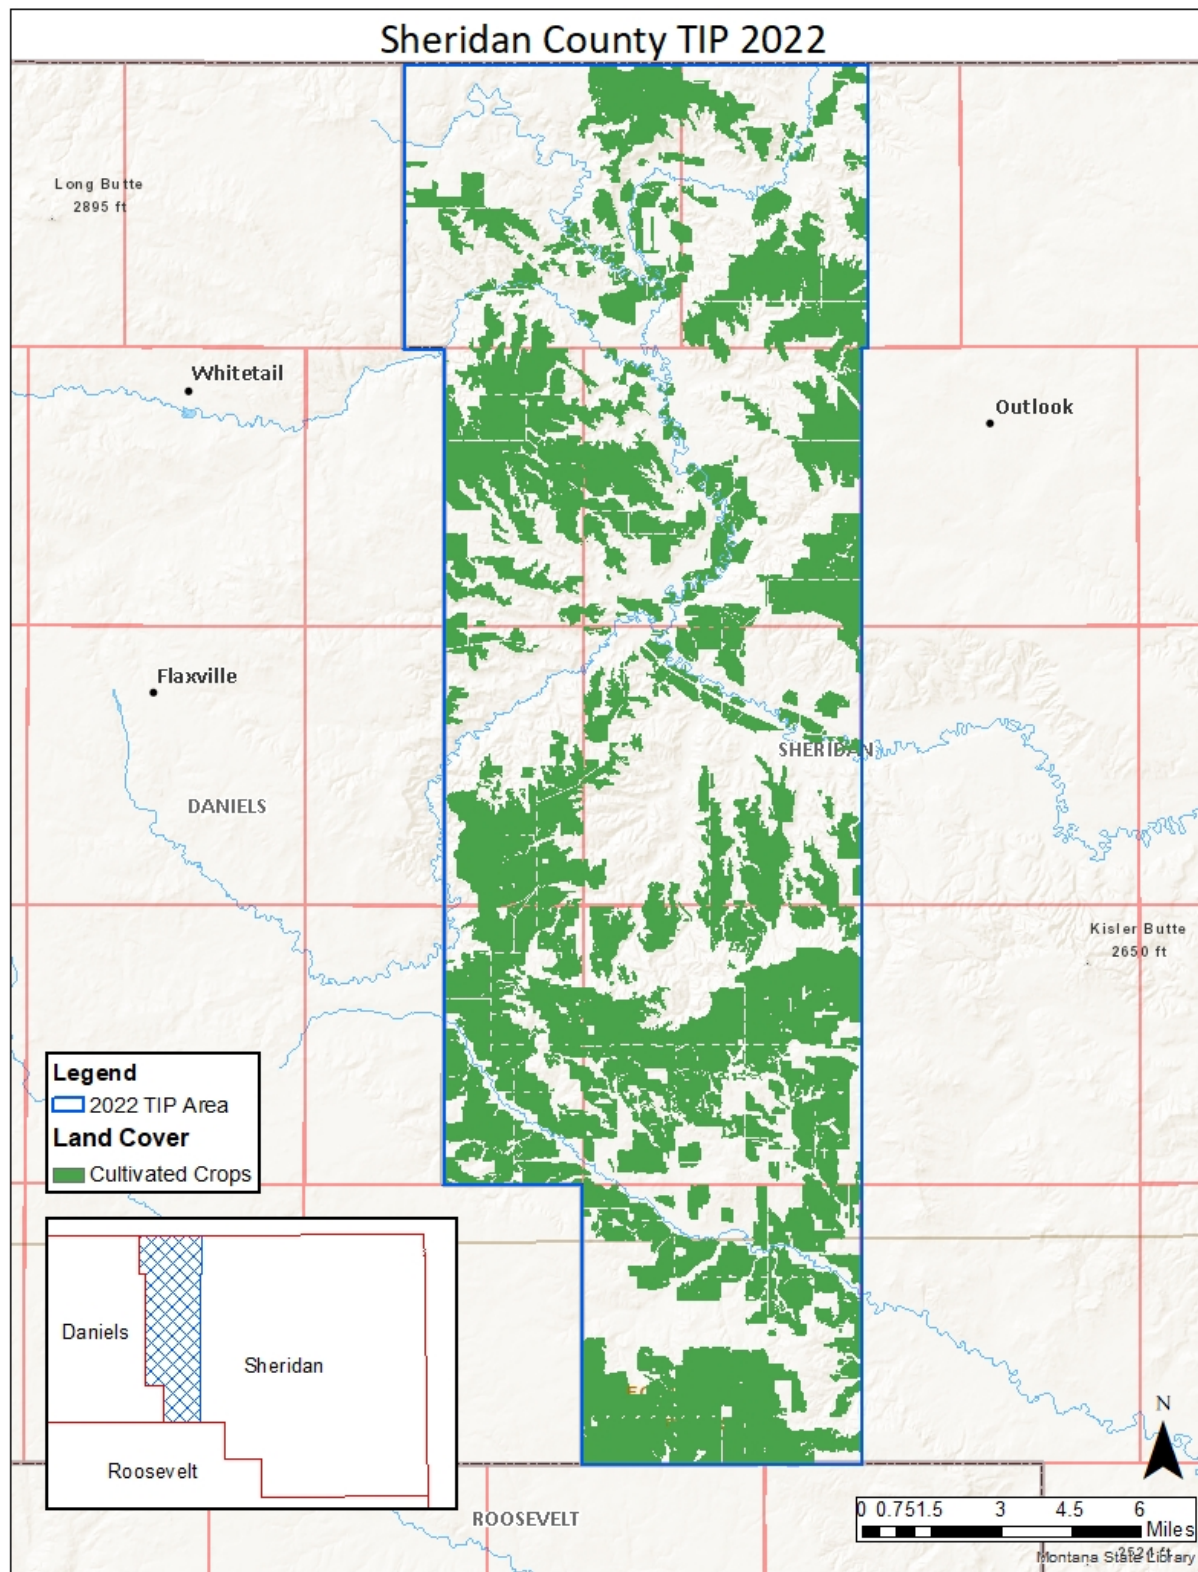 Sheridan County TIP 2022
Long Butte
2895 ft
Whitetail
Outlook
Flaxville
SHERIDAN
DANIELS
Kisler Butte
2650 ft
Legend
2022 TIP Area
Land Cover
Cultivated Crops
Daniels
Sheridan
Roosevelt
N
ROOSEVELT
0 0.75 1.5 3 4.5 6
Miles
2524 ft
Montana State Library